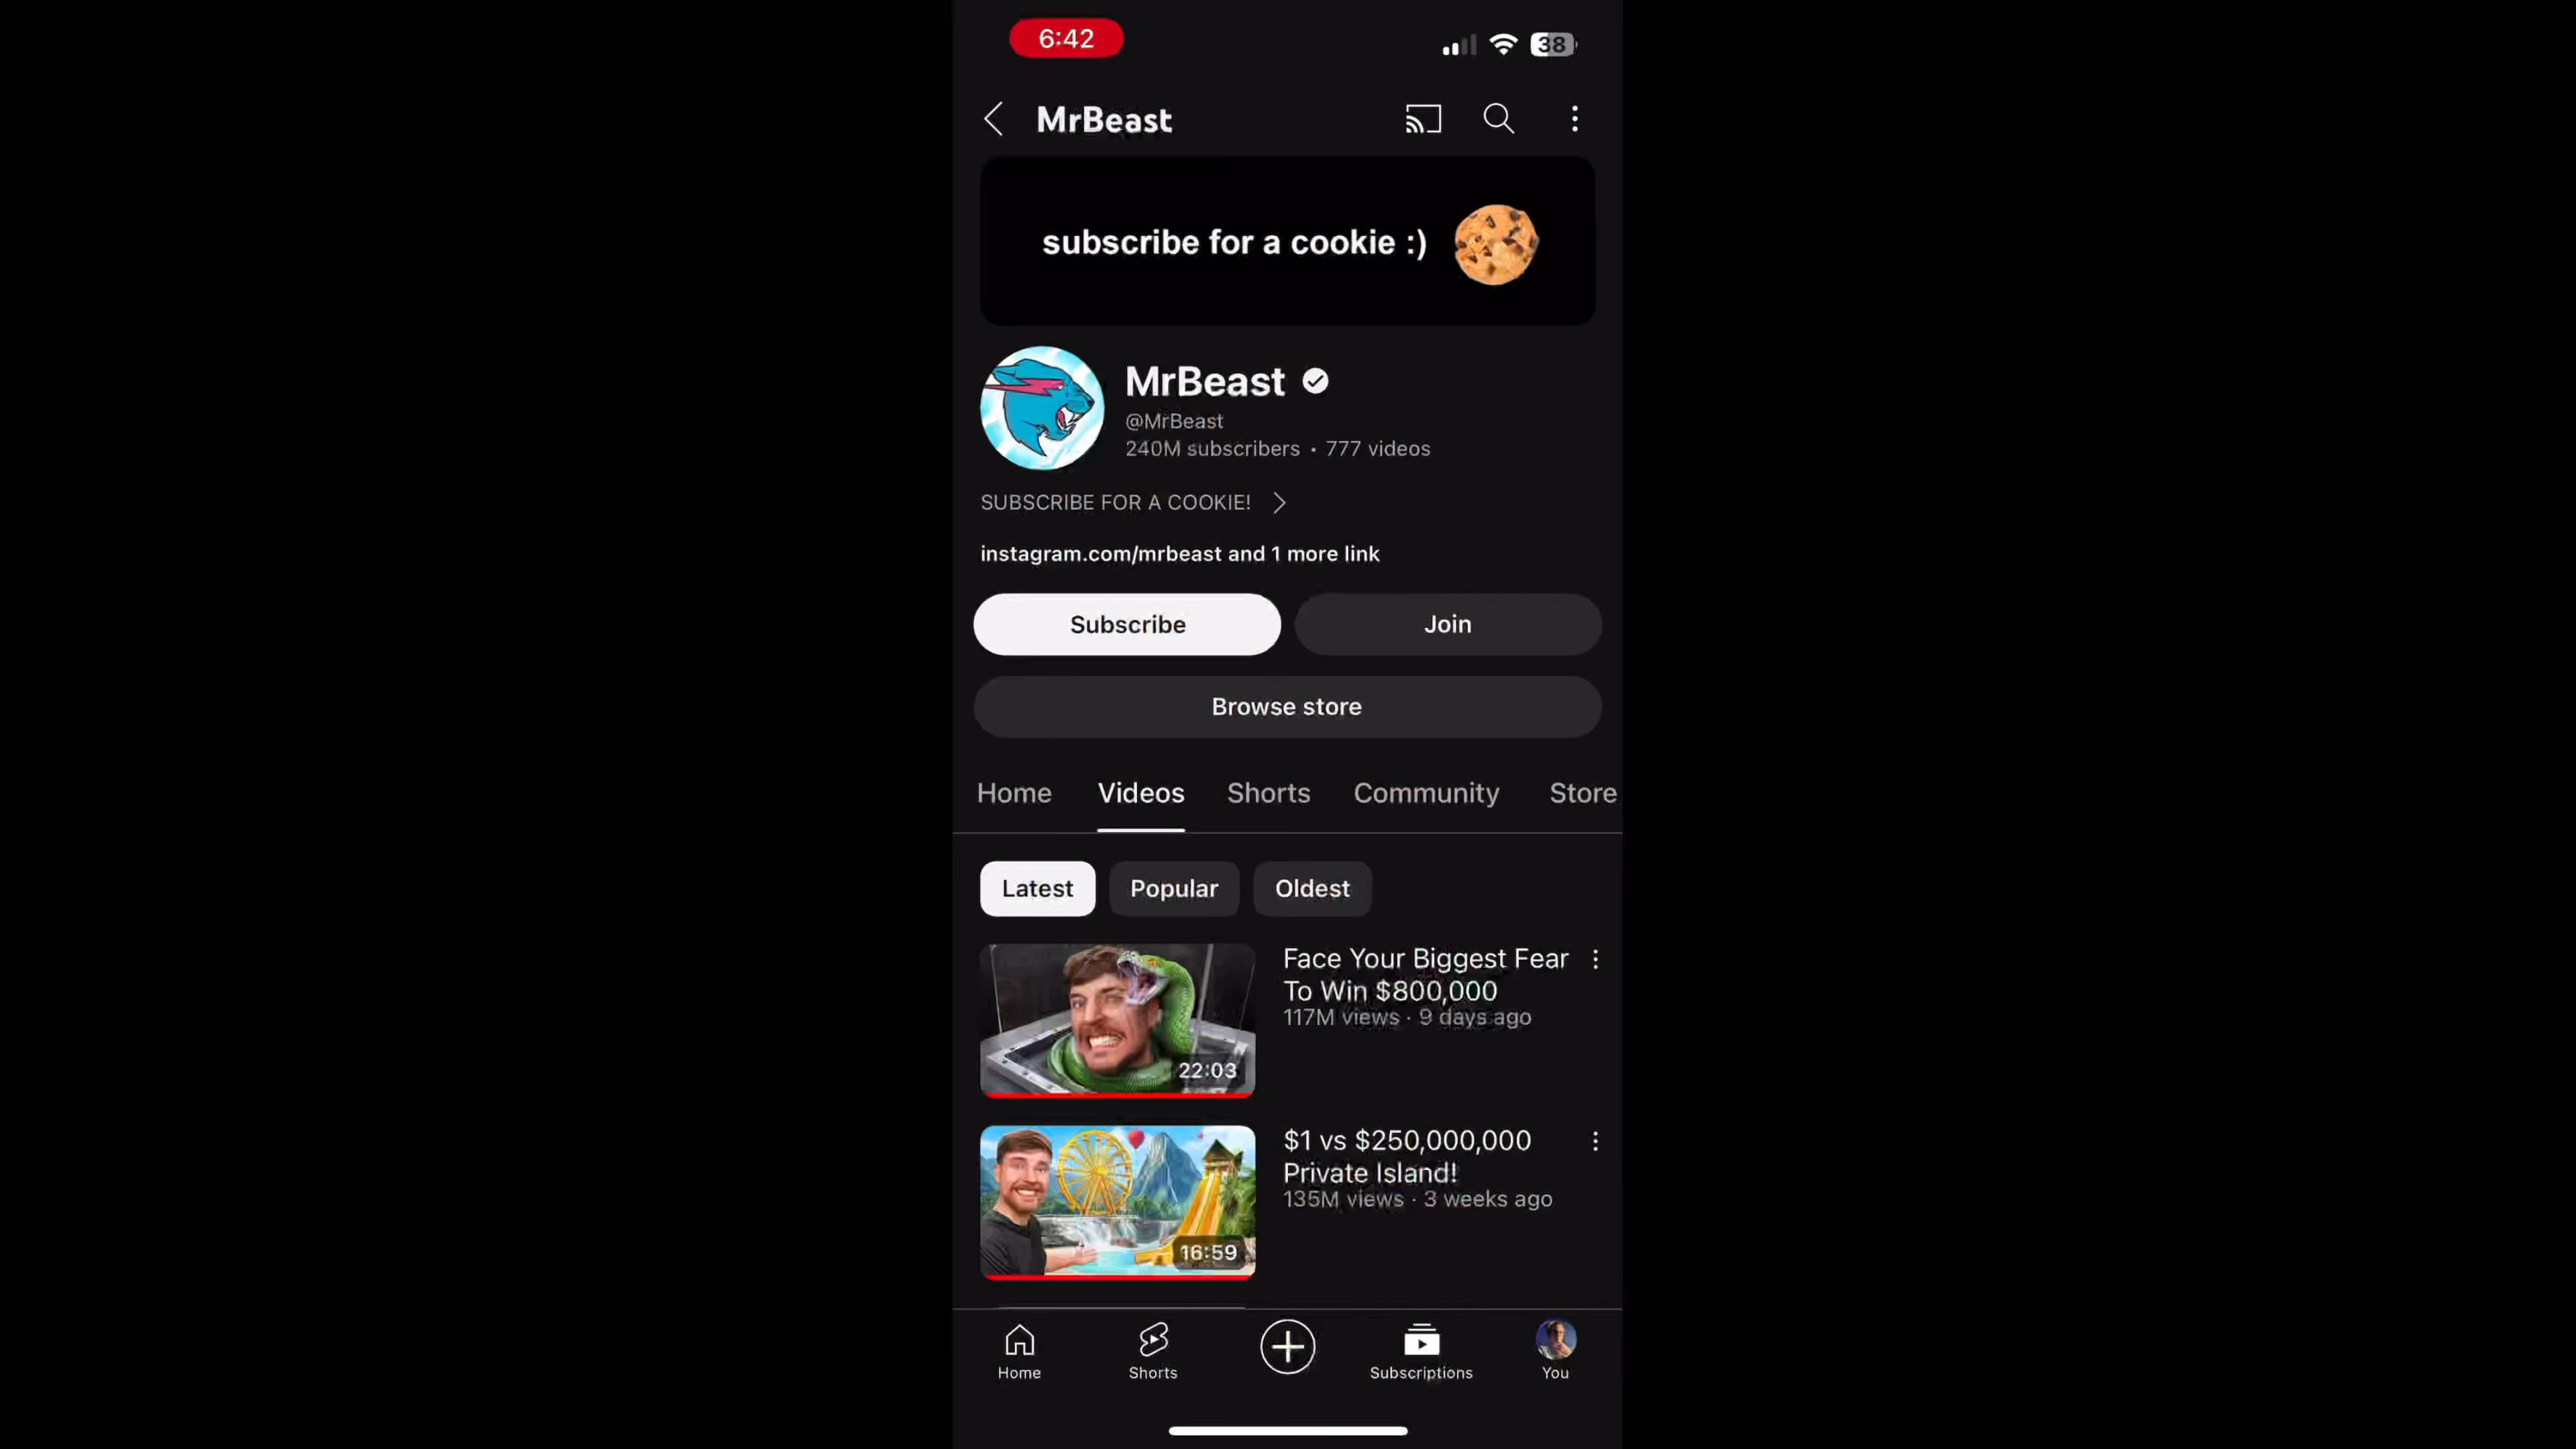 6:42
38
MrBeast
subscribe for a cookie :)
MrBeast
@MrBeast
240M subscribers • 777 videos
SUBSCRIBE FOR A COOKIE!
instagram.com/mrbeast and 1 more link
Subscribe
Join
Browse store
Home
Videos
Shorts
Community
Store
Latest
Popular
Oldest
Face Your Biggest Fear
To Win $800,000
117M views · 9 days ago
22:03
$1 vs $250,000,000
Private Island!
135M views · 3 weeks ago
16:59
Home
Shorts
Subscriptions
You